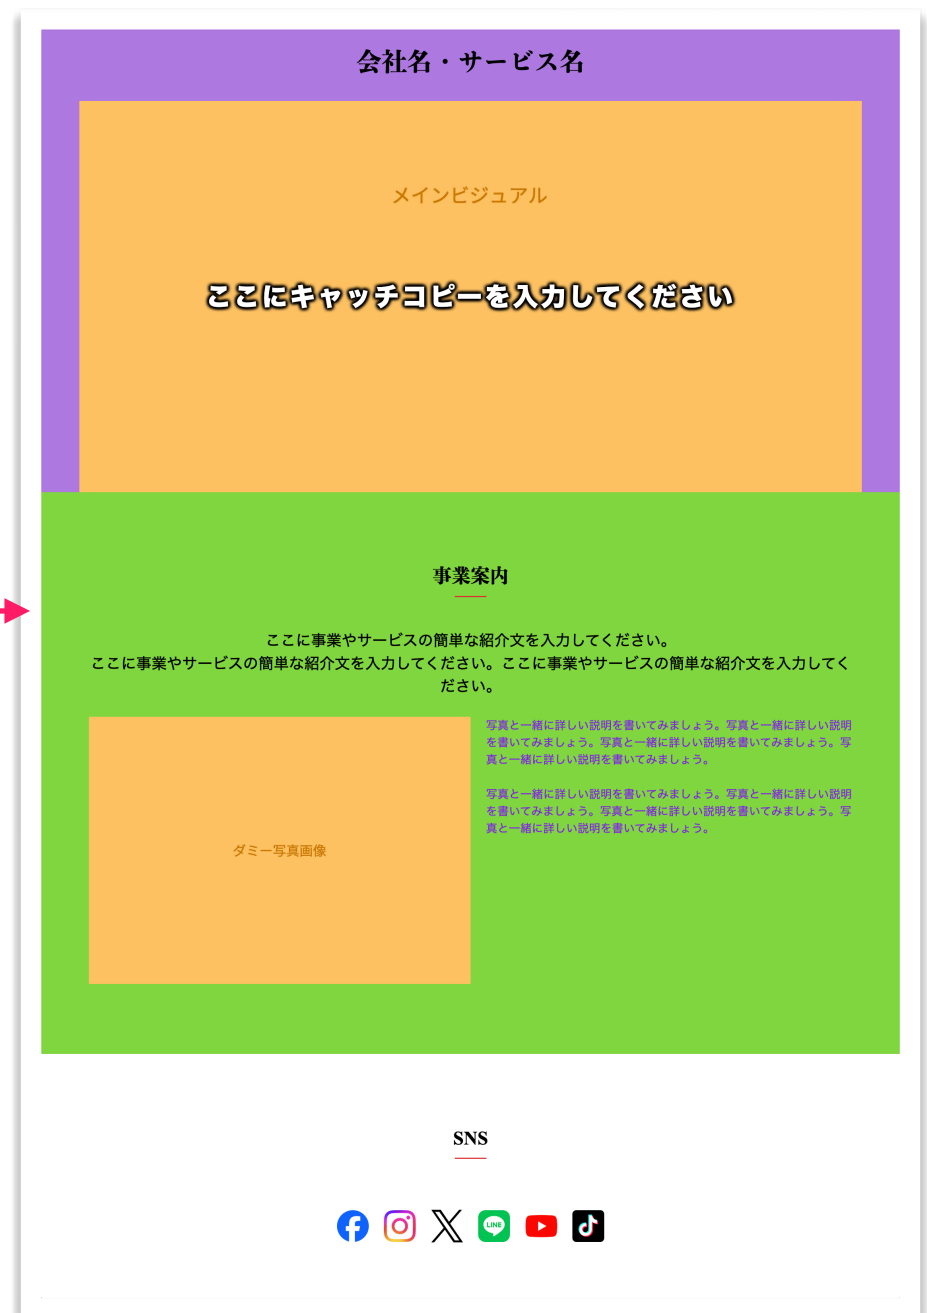 会社名・サービス名
メインビジュアル
ここにキャッチコピーを入力してください
事業案内
ここに事業やサービスの簡単な紹介文を入力してください。
ここに事業やサービスの簡単な紹介文を入力してください。ここに事業やサービスの簡単な紹介文を入力してく
ださい。
ダミー写真画像
写真と一緒に詳しい説明を書いてみましょう。写真と一緒に詳しい説明
を書いてみましょう。写真と一緒に詳しい説明を書いてみましょう。写
真と一緒に詳しい説明を書いてみましょう。
写真と一緒に詳しい説明を書いてみましょう。写真と一緒に詳しい説明
を書いてみましょう。写真と一緒に詳しい説明を書いてみましょう。写
真と一緒に詳しい説明を書いてみましょう。
SNS
LINE